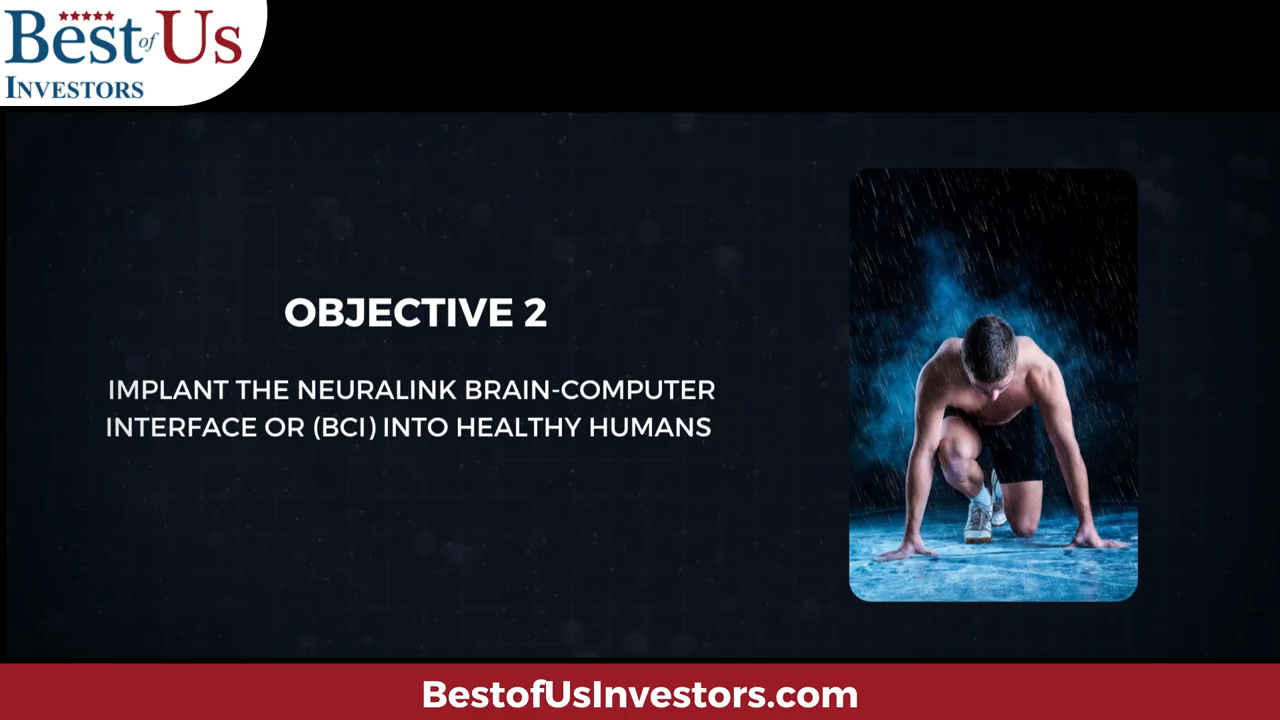 Best of Us
INVESTORS
OBJECTIVE 2
IMPLANT THE NEURALINK BRAIN-COMPUTER
INTERFACE OR (BCI) INTO HEALTHY HUMANS
BestofUsInvestors.com